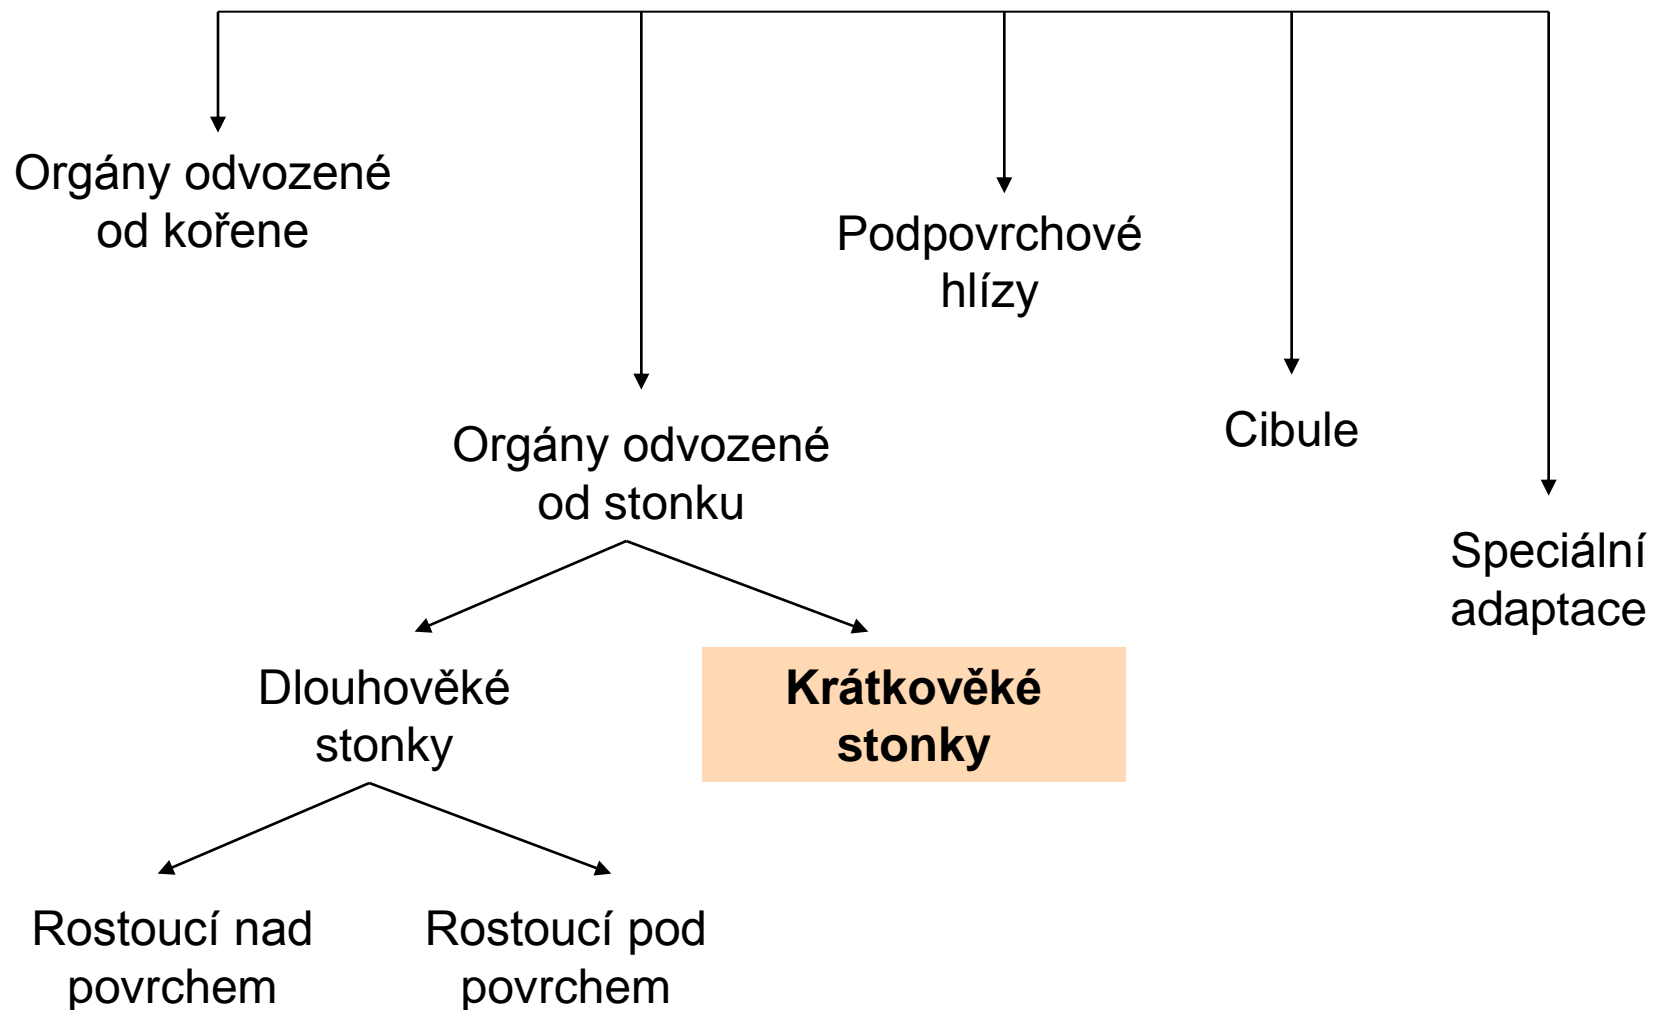 Orgány odvozené
od kořene
Podpovrchové
hlízy
Cibule
Orgány odvozené
od stonku
Speciální
adaptace
Dlouhověké
stonky
Krátkověké
stonky
Rostoucí nad
povrchem
Rostoucí pod
povrchem